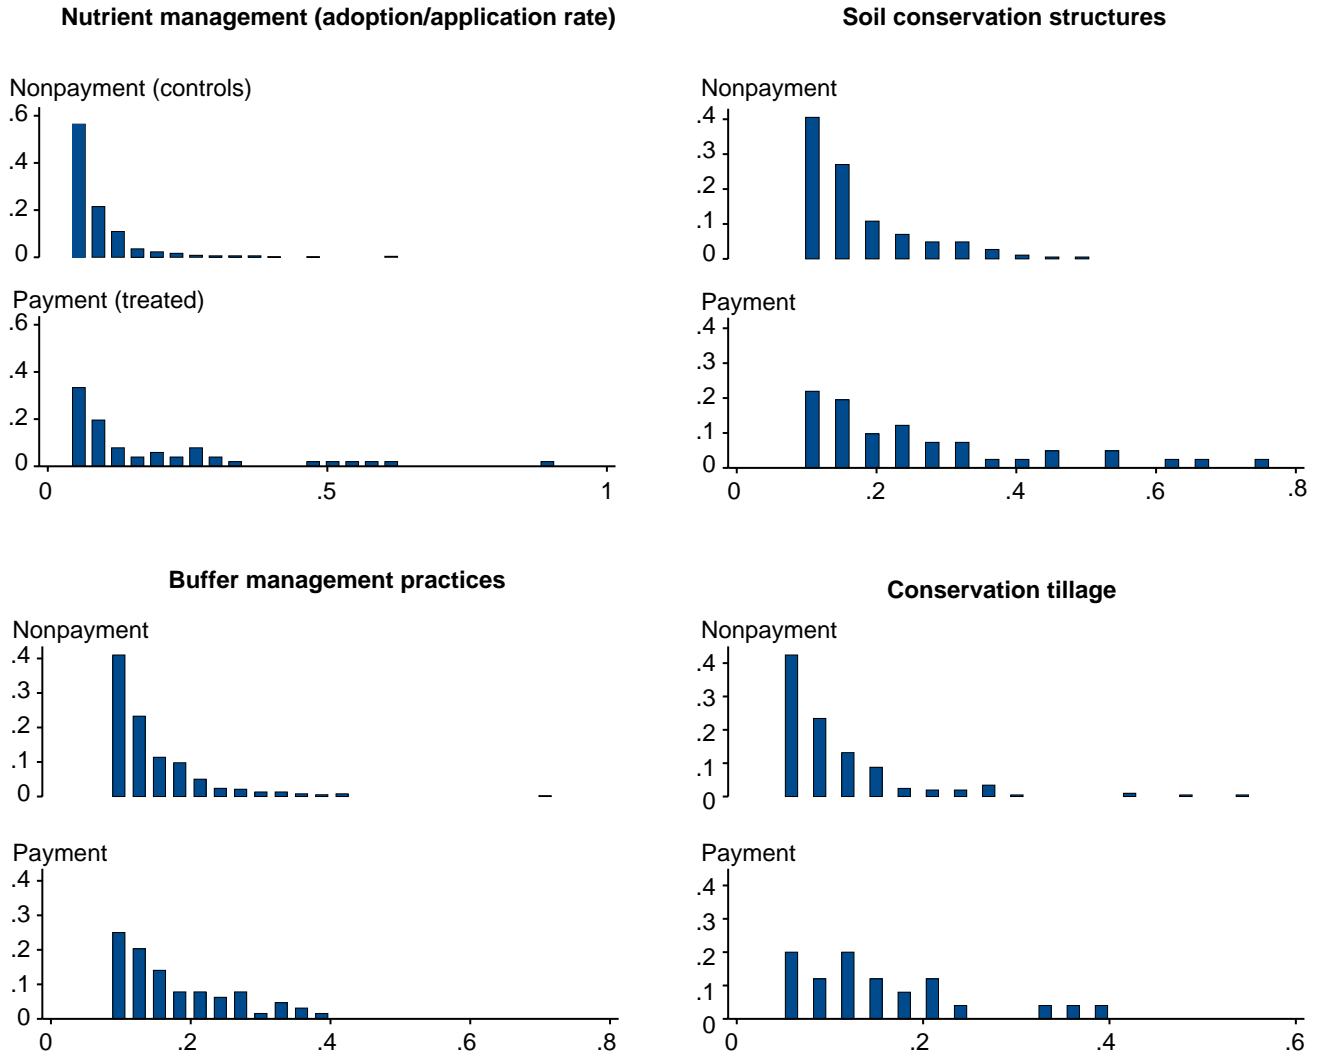 Nutrient management (adoption/application rate)
Nonpayment (controls)
.6
.4
.2
0
Payment (treated)
.6
.4
.2
0
0 .5 1
Soil conservation structures
Nonpayment
.4
.3
.2
.1
0
Payment
.4
.3
.2
.1
0
0 .2 .4 .6 .8
Buffer management practices
Nonpayment
.4
.3
.2
.1
0
Payment
.4
.3
.2
.1
0
0 .2 .4 .6 .8
Conservation tillage
Nonpayment
.4
.3
.2
.1
0
Payment
.4
.3
.2
.1
0
0 .2 .4 .6